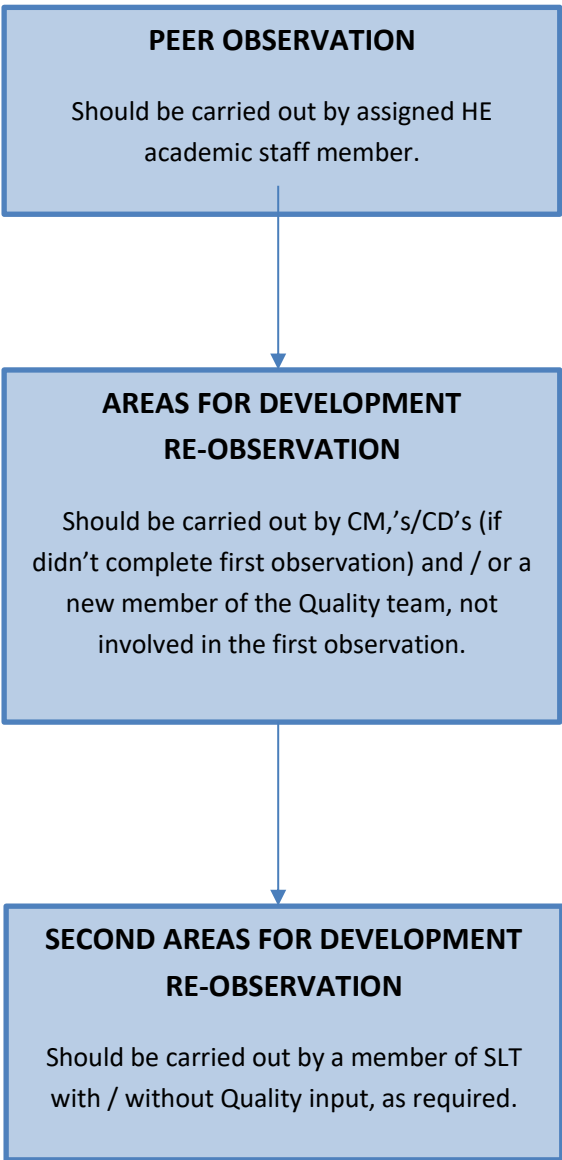 PEER OBSERVATION
Should be carried out by assigned HE
academic staff member.
AREAS FOR DEVELOPMENT
RE-OBSERVATION
Should be carried out by CM,’s/CD’s (if
didn’t complete first observation) and / or a
new member of the Quality team, not
involved in the first observation.
SECOND AREAS FOR DEVELOPMENT
RE-OBSERVATION
Should be carried out by a member of SLT
with / without Quality input, as required.